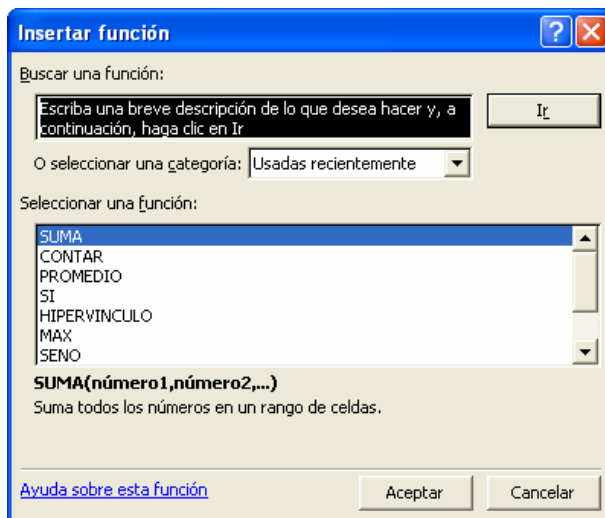 Insertar función
Buscar una función:
Escriba una breve descripción de lo que desea hacer y, a
continuación, haga clic en Ir
Ir
O seleccionar una categoría: Usadas recientemente
Seleccionar una función:
SUMA
CONTAR
PROMEDIO
SI
HIPERVINCULO
MAX
SENO
SUMA(número1,número2,...)
Suma todos los números en un rango de celdas.
Ayuda sobre esta función
Aceptar
Cancelar